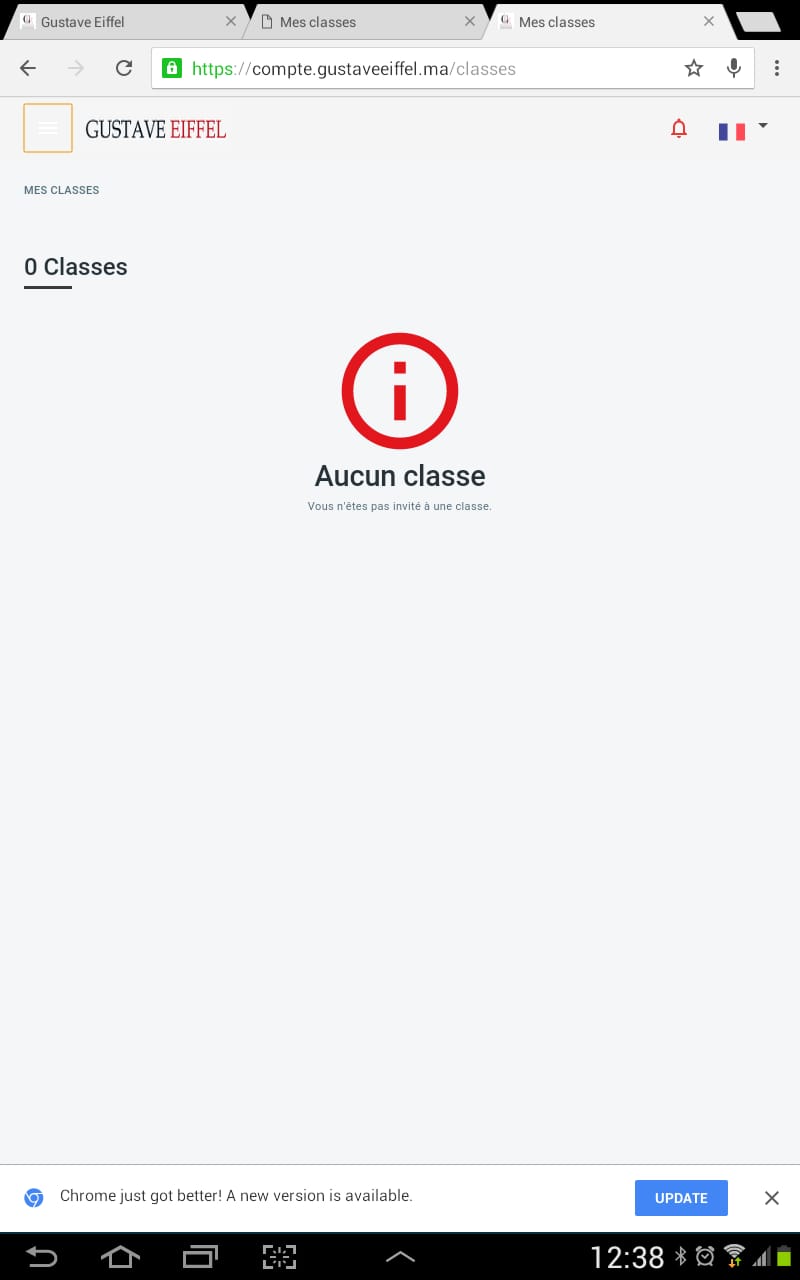 Gustave Eiffel
Mes classes
Mes classes
https://compte.gustaveeiffel.ma/classes
GUSTAVE EIFFEL
MES CLASSES
0 Classes
Aucun classe
Vous n'êtes pas invité à une classe.
Chrome just got better! A new version is available.
UPDATE
12:38